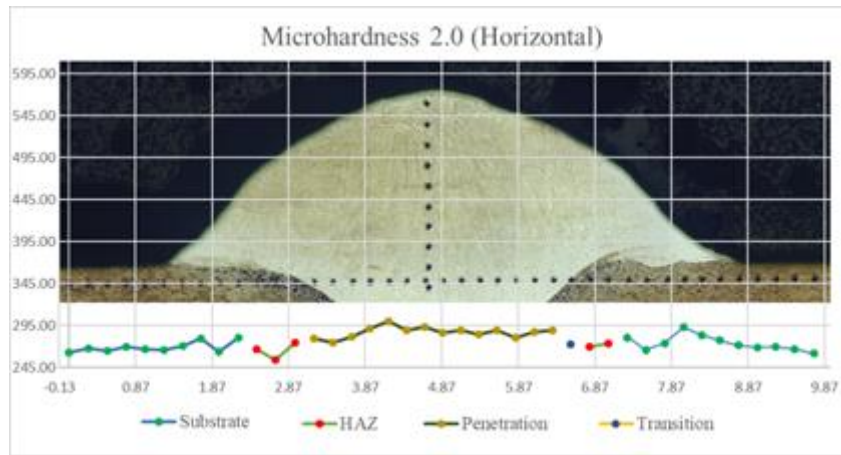 Microhardness 2.0 (Horizontal)
595.00
545.00
495.00
445.00
395.00
345.00
295.00
245.00
-0.13 0.87 1.87 2.87 3.87 4.87 5.87 6.87 7.87 8.87 9.87
Substrate HAZ Penetration Transition